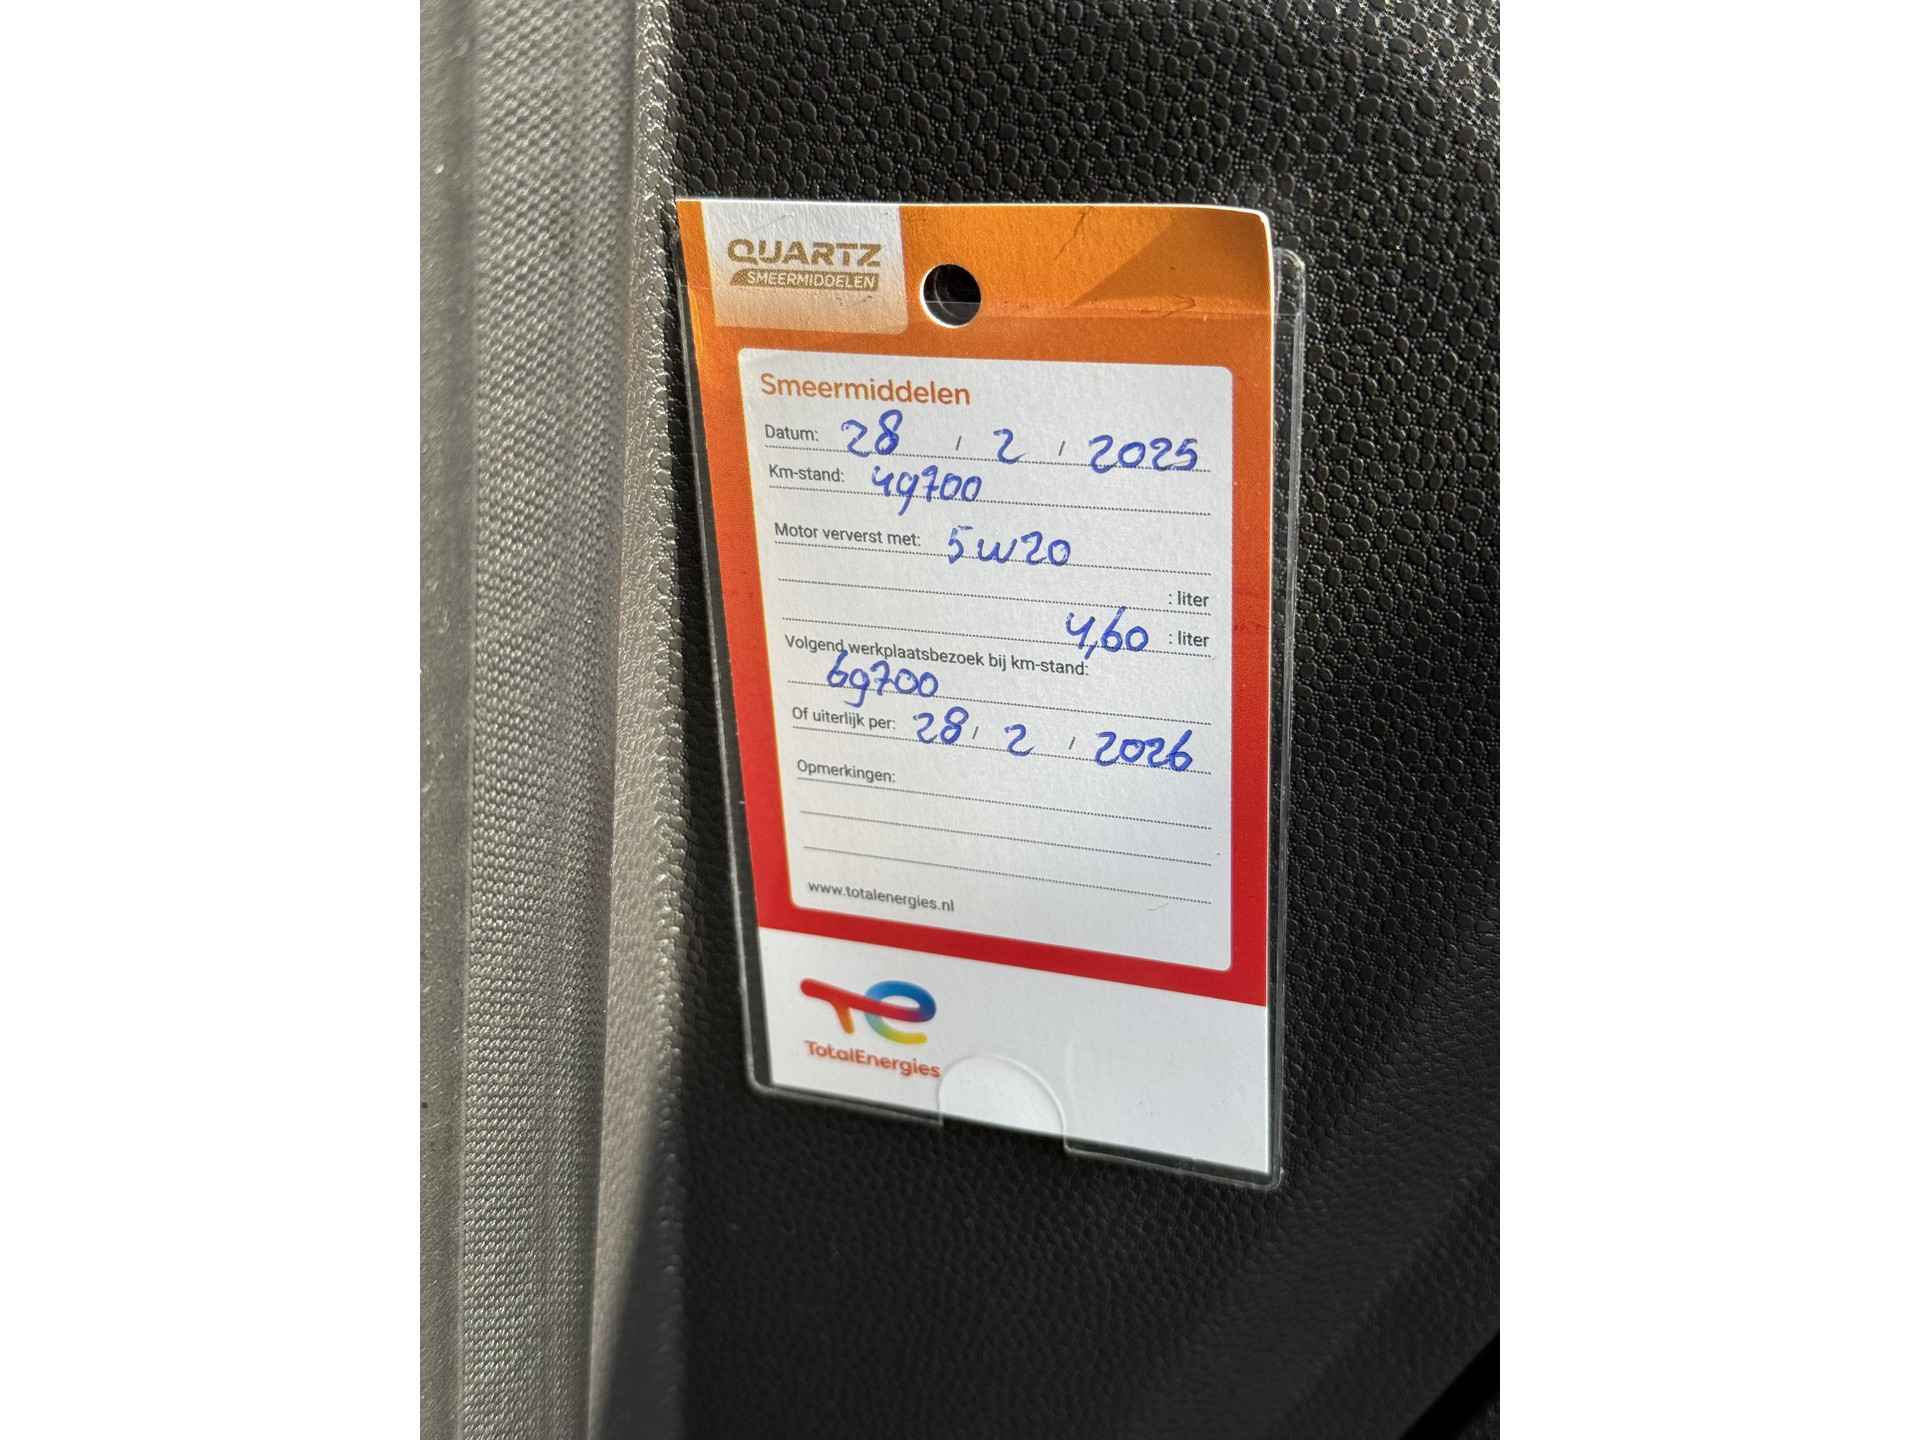 QUARTZ
SMEERMIDDELEN
Smeermiddelen
Datum: 28 / 2 / 2025
Km-stand: 49700
Motor ververst met: 5w20
: liter
4,60 : liter
Volgend werkplaatsbezoek bij km-stand:
69700
Of uiterlijk per: 28 / 2 / 2026
Opmerkingen:
www.totalenergies.nl
TotalEnergies